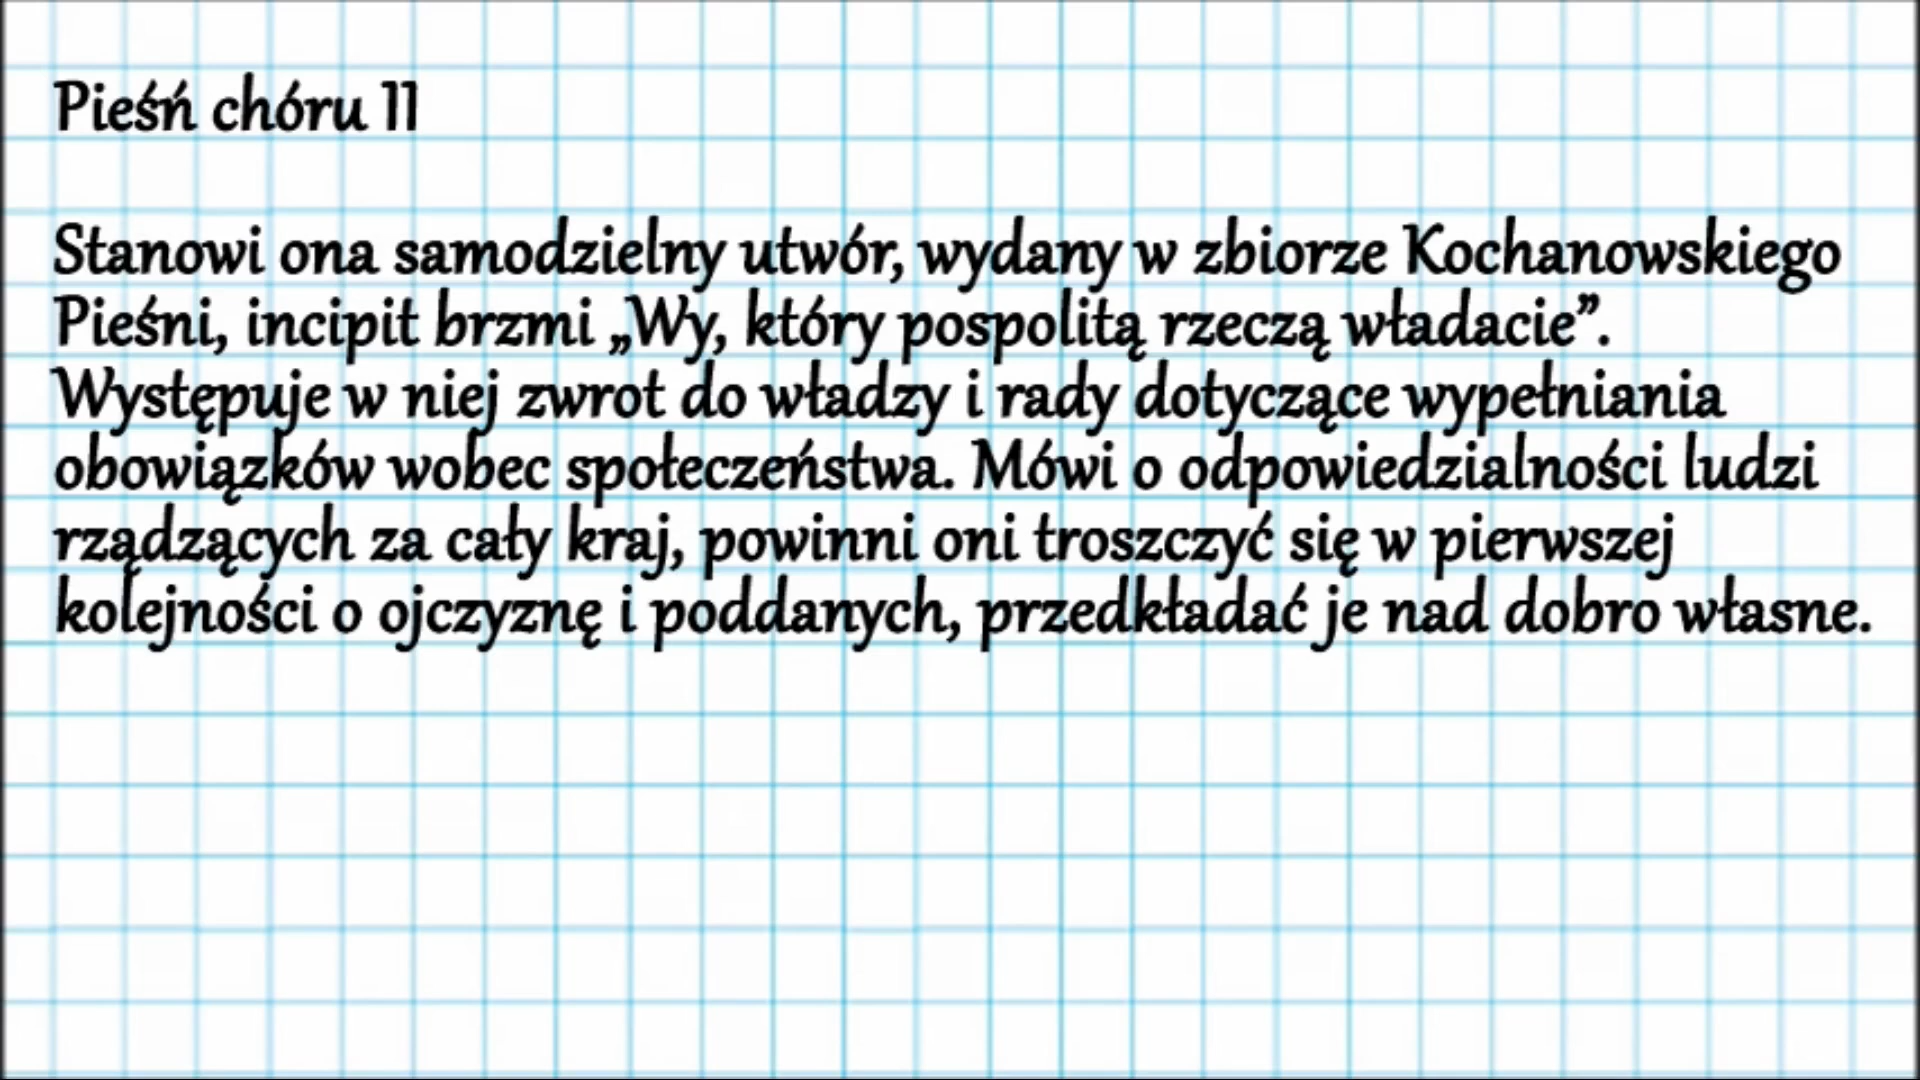 Pieśń chóru II
Stanowi ona samodzielny utwór, wydany w zbiorze Kochanowskiego
Pieśni, incipit brzmi „Wy, który pospolitą rzeczą władacie”.
Występuje w niej zwrot do władzy i rady dotyczące wypełniania
obowiązków wobec społeczeństwa. Mówi o odpowiedzialności ludzi
rządzących za cały kraj, powinni oni troszczyć się w pierwszej
kolejności o ojczyznę i poddanych, przedkładać je nad dobro własne.